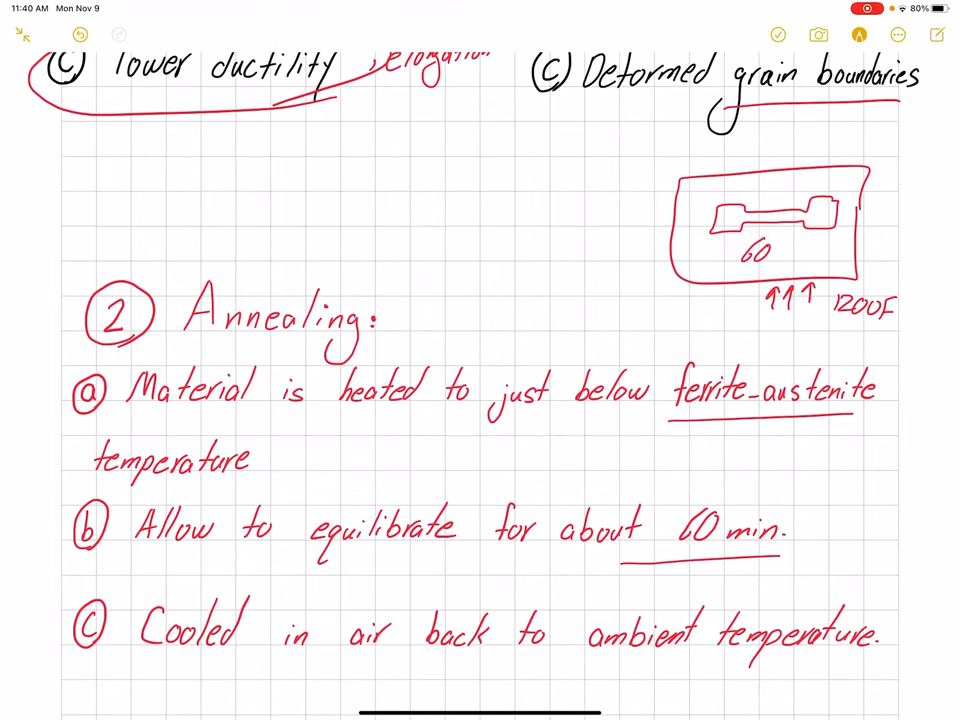 11:40 AM Mon Nov 9
80%
(C) lower ductility , elongation
(C) Deformed grain boundaries
60
1200F
2 Annealing:
a Material is heated to just below ferrite-austenite
temperature
b Allow to equilibrate for about 60 min.
C Cooled in air back to ambient temperature.